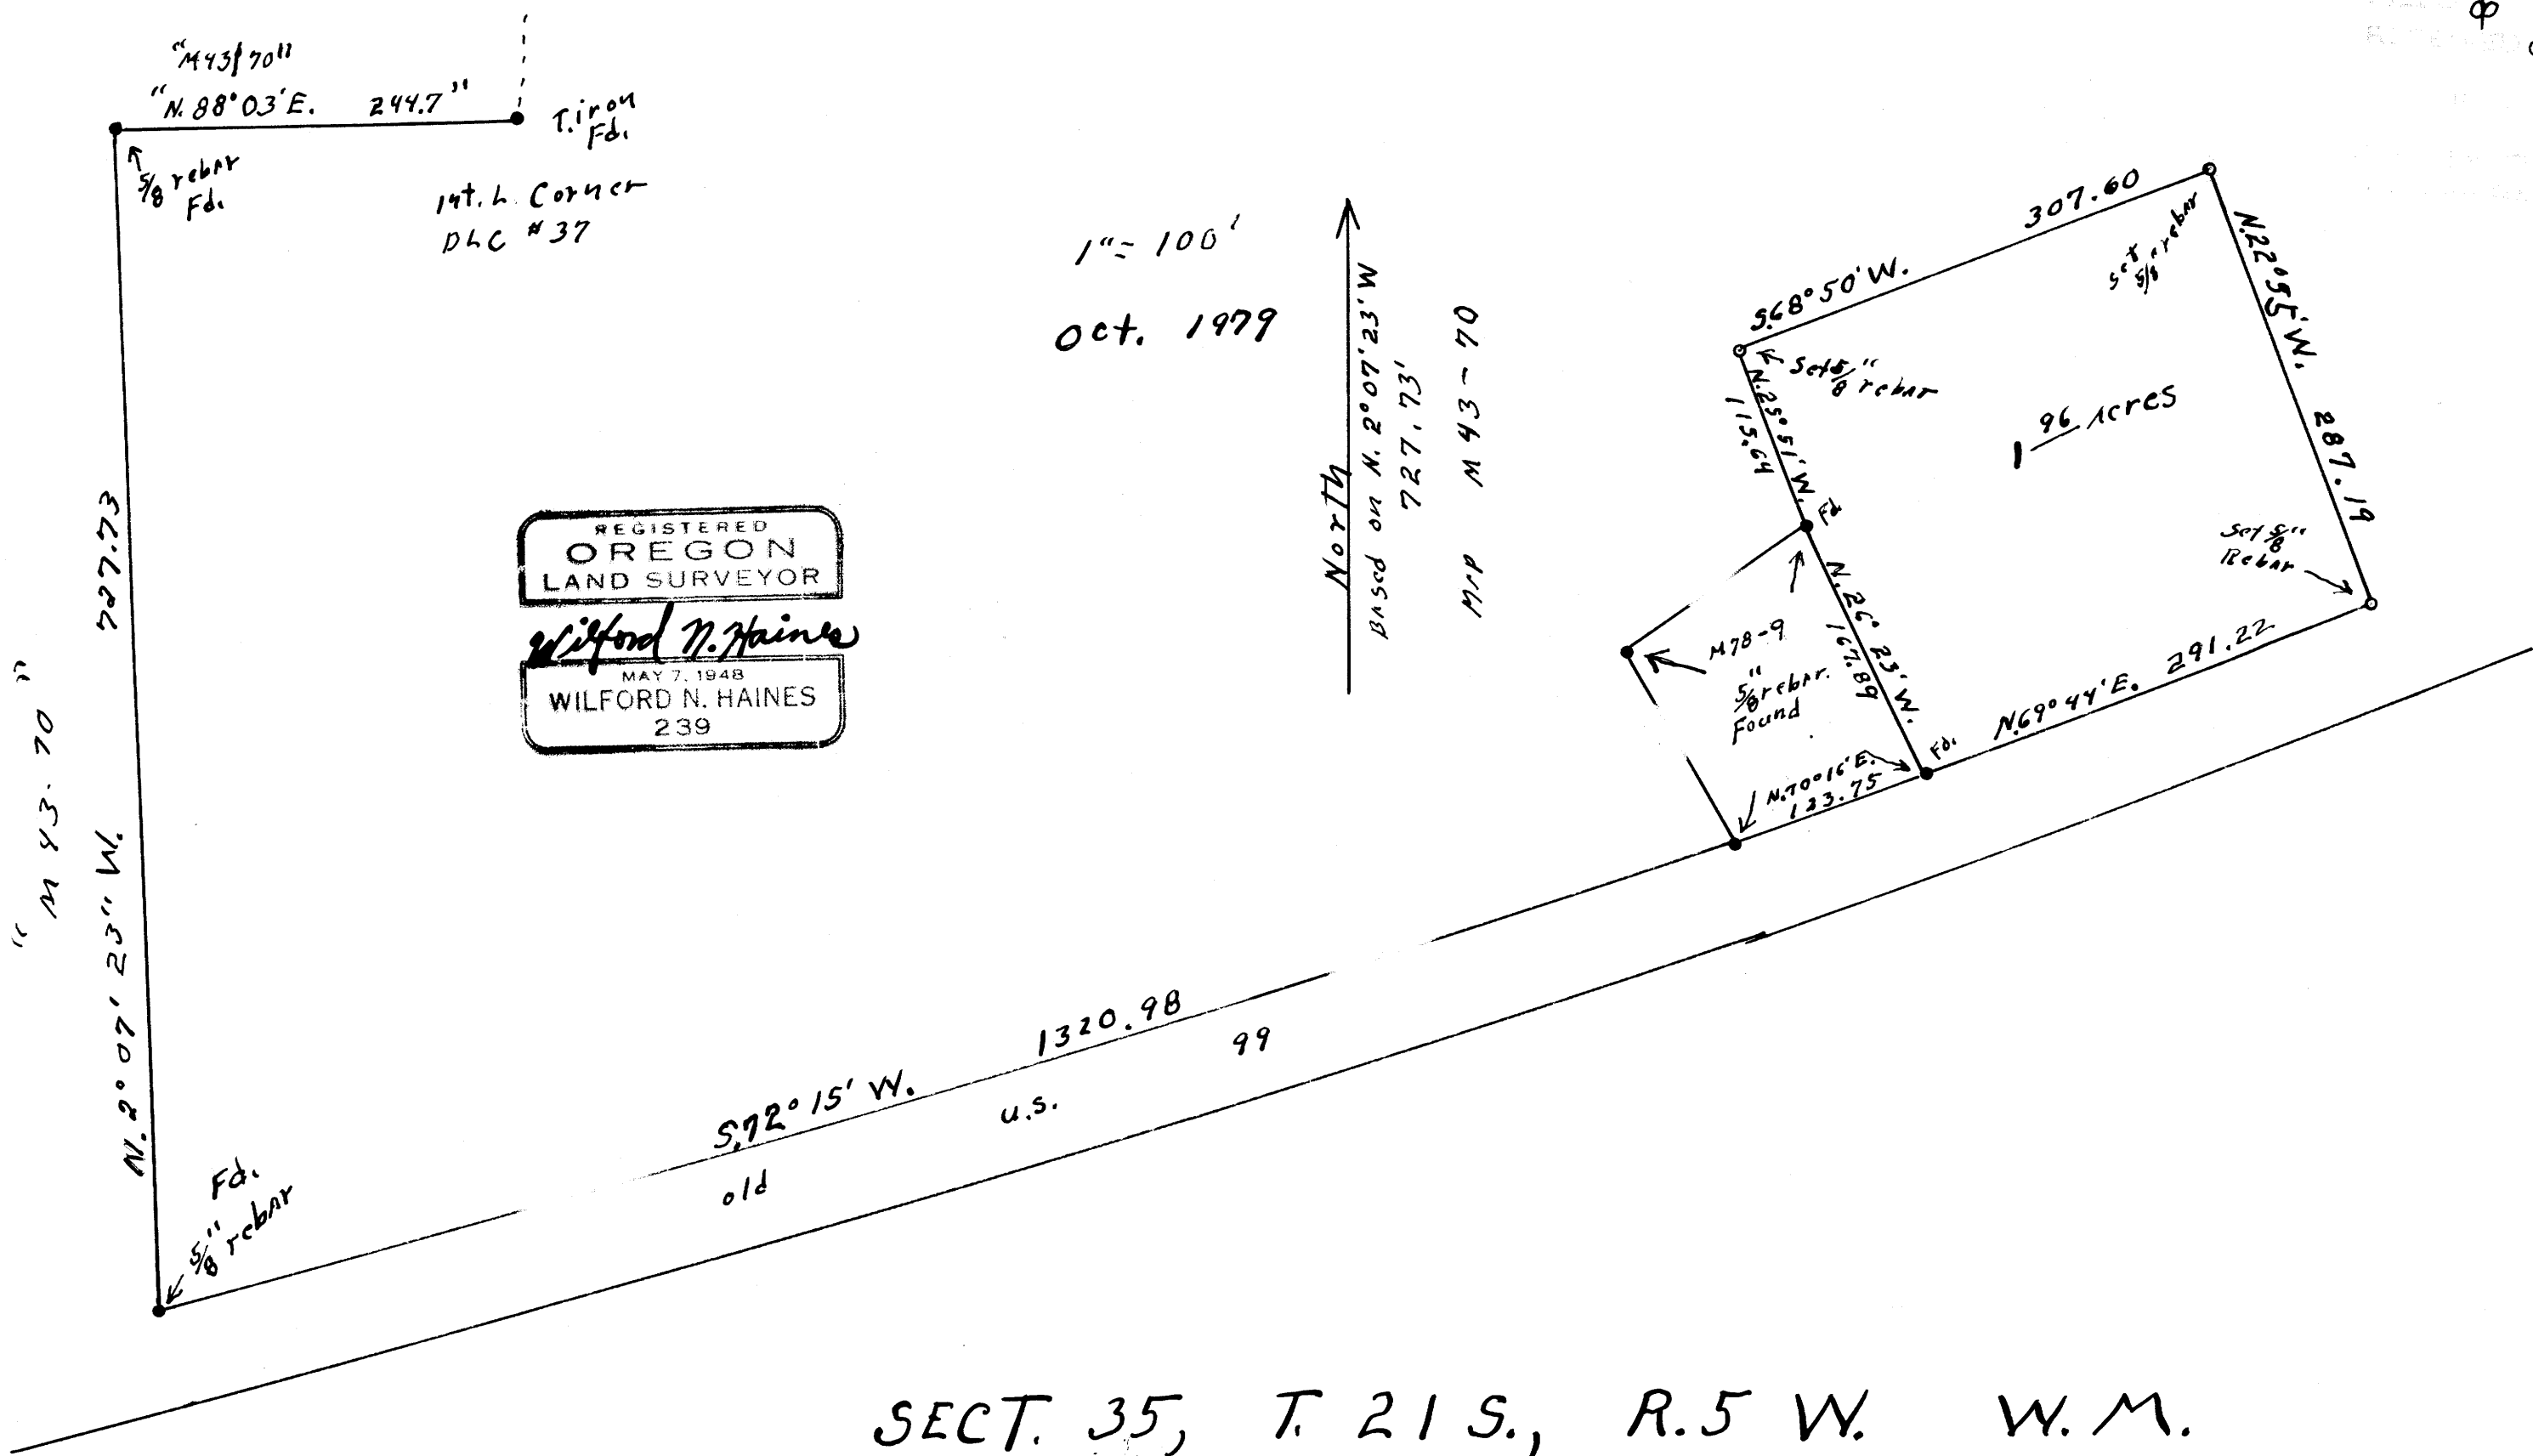 "M43-70"
"N. 88°03'E. 244.7"
T.iron
Fd.
5/8 rebar
Fd.
Int. L. Corner
DLC #37
1"= 100'
Oct. 1979
North
Based on N. 2°07'23'W
727.73'
Map M 43-70
S.68°50'W. 307.60
Set 5/8 rebar
N.22°55'W. 287.19
Set 5/8" rebar
N.25°51'W.
115.64
1 96 Acres
Fd
Set 5/8"
Rebar
N.26°23'W.
167.89
M78-9
5/8" rebar.
Found
N.69°44'E. 291.22
Fd.
N.70°16'E.
123.75
REGISTERED
OREGON
LAND SURVEYOR
Wilford N. Haines
MAY 7, 1948
WILFORD N. HAINES
239
"M 43-70"
N. 2° 07' 23" W. 727.73
S.72°15' W. 1320.98
old u.s. 99
Fd.
5/8" rebar
SECT. 35, T. 21 S., R. 5 W. W.M.